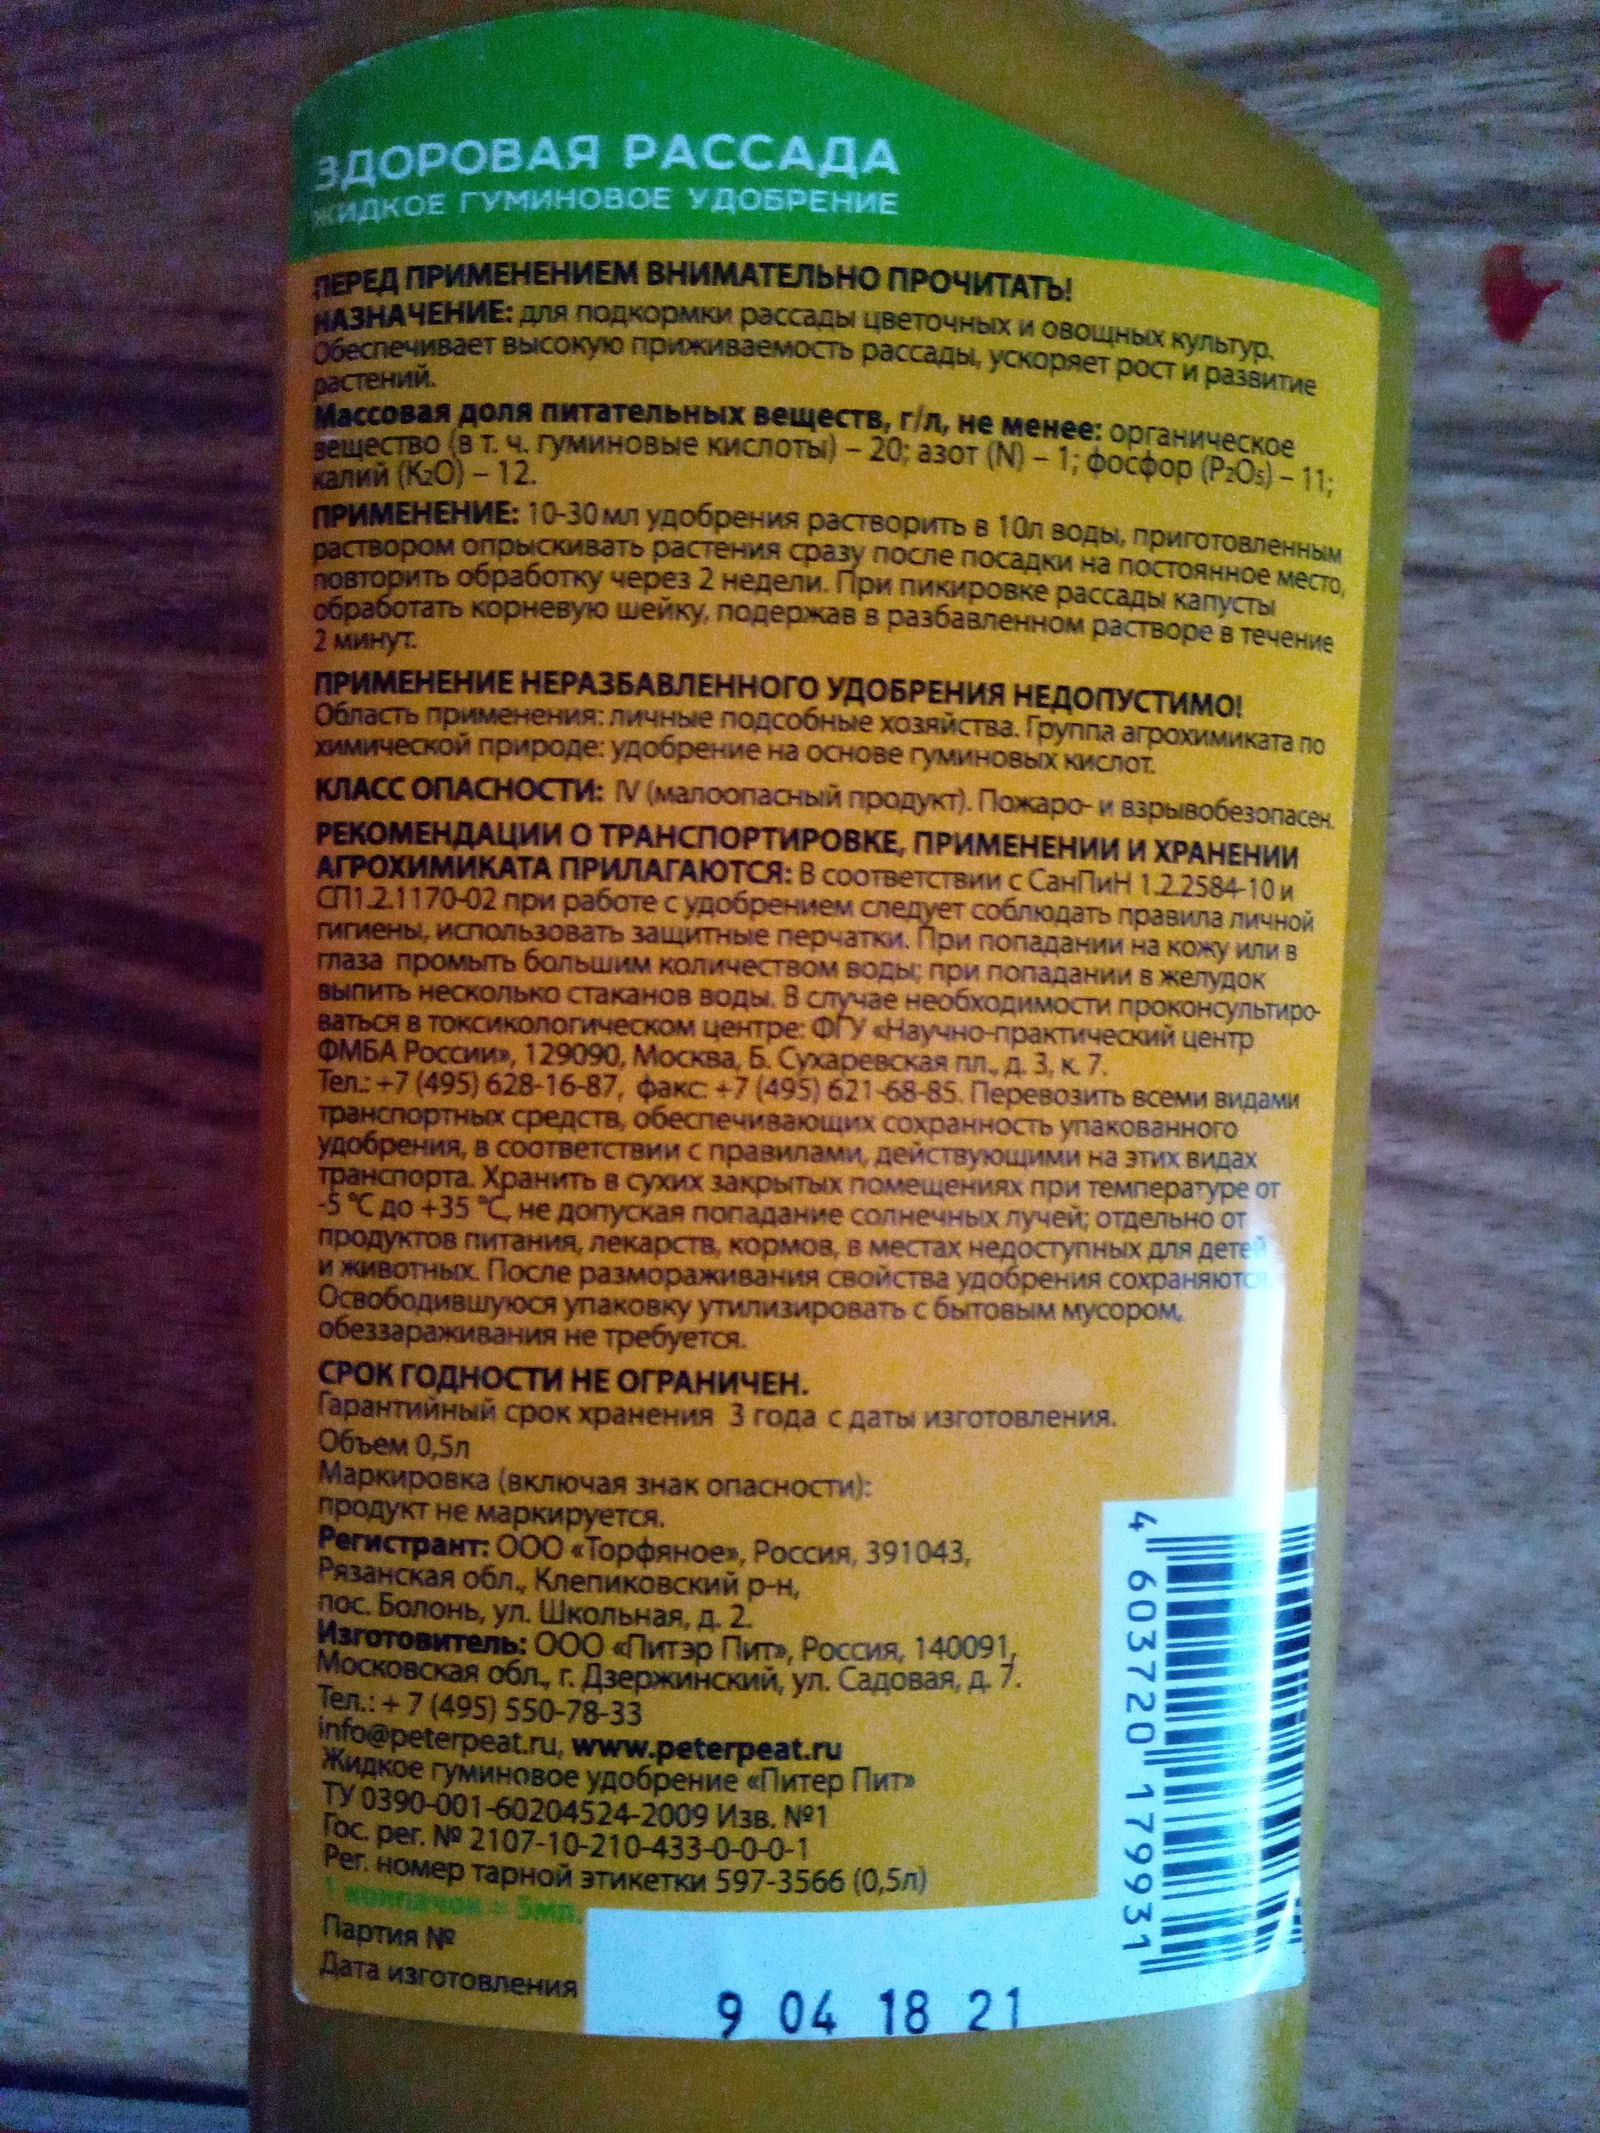 ЗДОРОВАЯ РАССАДА
ЖИДКОЕ ГУМИНОВОЕ УДОБРЕНИЕ
ПЕРЕД ПРИМЕНЕНИЕМ ВНИМАТЕЛЬНО ПРОЧИТАТЬ!
НАЗНАЧЕНИЕ: для подкормки рассады цветочных и овощных культур.
Обеспечивает высокую приживаемость рассады, ускоряет рост и развитие
растений.
Массовая доля питательных веществ, г/л, не менее: органическое
вещество (в т. ч. гуминовые кислоты) – 20; азот (N) – 1; фосфор (P₂O₅) – 11;
калий (K₂O) – 12.
ПРИМЕНЕНИЕ: 10-30 мл удобрения растворить в 10л воды, приготовленным
раствором опрыскивать растения сразу после посадки на постоянное место,
повторить обработку через 2 недели. При пикировке рассады капусты
обработать корневую шейку, подержав в разбавленном растворе в течение
2 минут.
ПРИМЕНЕНИЕ НЕРАЗБАВЛЕННОГО УДОБРЕНИЯ НЕДОПУСТИМО!
Область применения: личные подсобные хозяйства. Группа агрохимиката по
химической природе: удобрение на основе гуминовых кислот.
КЛАСС ОПАСНОСТИ: IV (малоопасный продукт). Пожаро- и взрывобезопасен.
РЕКОМЕНДАЦИИ О ТРАНСПОРТИРОВКЕ, ПРИМЕНЕНИИ И ХРАНЕНИИ
АГРОХИМИКАТА ПРИЛАГАЮТСЯ: В соответствии с СанПиН 1.2.2584-10 и
СП1.2.1170-02 при работе с удобрением следует соблюдать правила личной
гигиены, использовать защитные перчатки. При попадании на кожу или в
глаза промыть большим количеством воды; при попадании в желудок
выпить несколько стаканов воды. В случае необходимости проконсультиро-
ваться в токсикологическом центре: ФГУ «Научно-практический центр
ФМБА России», 129090, Москва, Б. Сухаревская пл., д. 3, к. 7.
Тел.: +7 (495) 628-16-87, факс: +7 (495) 621-68-85. Перевозить всеми видами
транспортных средств, обеспечивающих сохранность упакованного
удобрения, в соответствии с правилами, действующими на этих видах
транспорта. Хранить в сухих закрытых помещениях при температуре от
-5 °C до +35 °C, не допуская попадание солнечных лучей; отдельно от
продуктов питания, лекарств, кормов, в местах недоступных для детей
и животных. После размораживания свойства удобрения сохраняются.
Освободившуюся упаковку утилизировать с бытовым мусором,
обеззараживания не требуется.
СРОК ГОДНОСТИ НЕ ОГРАНИЧЕН.
Гарантийный срок хранения 3 года с даты изготовления.
Объем 0,5л
Маркировка (включая знак опасности):
продукт не маркируется.
Регистрант: ООО «Торфяное», Россия, 391043,
Рязанская обл., Клепиковский р-н,
пос. Болонь, ул. Школьная, д. 2.
Изготовитель: ООО «Питэр Пит», Россия, 140091,
Московская обл., г. Дзержинский, ул. Садовая, д. 7.
Тел.: + 7 (495) 550-78-33
info@peterpeat.ru, www.peterpeat.ru
Жидкое гуминовое удобрение «Питер Пит»
ТУ 0390-001-60204524-2009 Изв. №1
Гос. рег. № 2107-10-210-433-0-0-0-1
Рег. номер тарной этикетки 597-3566 (0,5л)
1 колпачок = 5мл.
Партия №
Дата изготовления
9 04 18 21
4 603720 179931